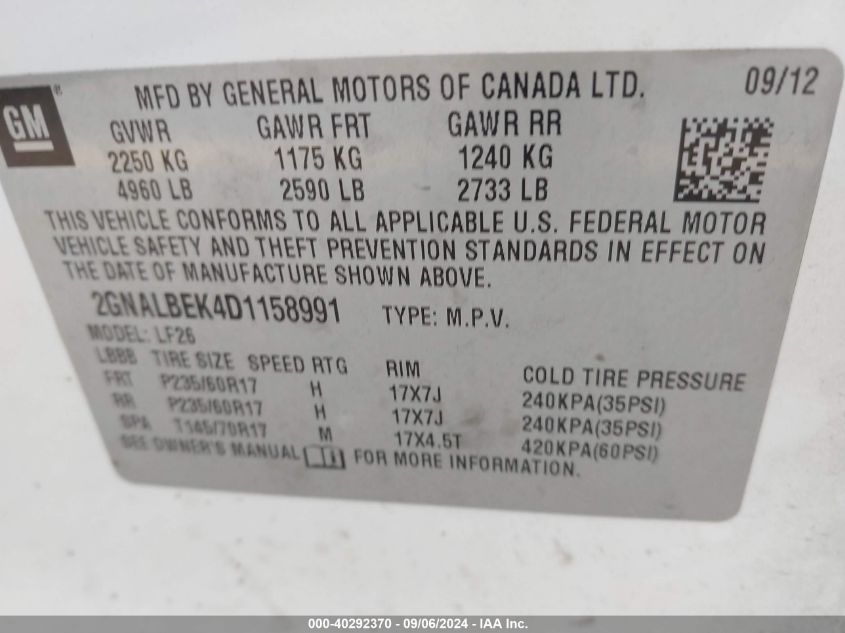 GM®
MFD BY GENERAL MOTORS OF CANADA LTD. 09/12
GVWR GAWR FRT GAWR RR
2250 KG 1175 KG 1240 KG
4960 LB 2590 LB 2733 LB
THIS VEHICLE CONFORMS TO ALL APPLICABLE U.S. FEDERAL MOTOR
VEHICLE SAFETY AND THEFT PREVENTION STANDARDS IN EFFECT ON
THE DATE OF MANUFACTURE SHOWN ABOVE.
2GNALBEK4D1158991 TYPE: M.P.V.
MODEL: LF26
LBBB TIRE SIZE SPEED RTG RIM COLD TIRE PRESSURE
FRT P235/60R17 H 17X7J 240KPA(35PSI)
RR P235/60R17 H 17X7J 240KPA(35PSI)
SPA T145/70R17 M 17X4.5T 420KPA(60PSI)
SEE OWNER'S MANUAL FOR MORE INFORMATION.
000-40292370 - 09/06/2024 - IAA Inc.